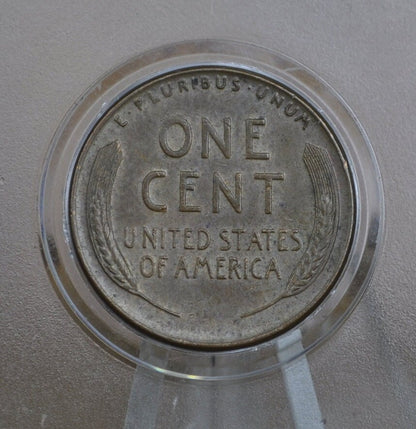 E · PLURIBUS · UNUM
ONE
CENT
UNITED STATES
OF AMERICA